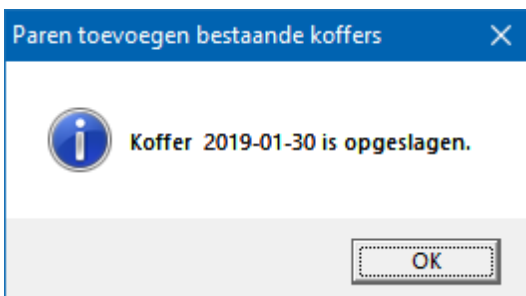 Paren toevoegen bestaande koffers
Koffer 2019-01-30 is opgeslagen.
OK